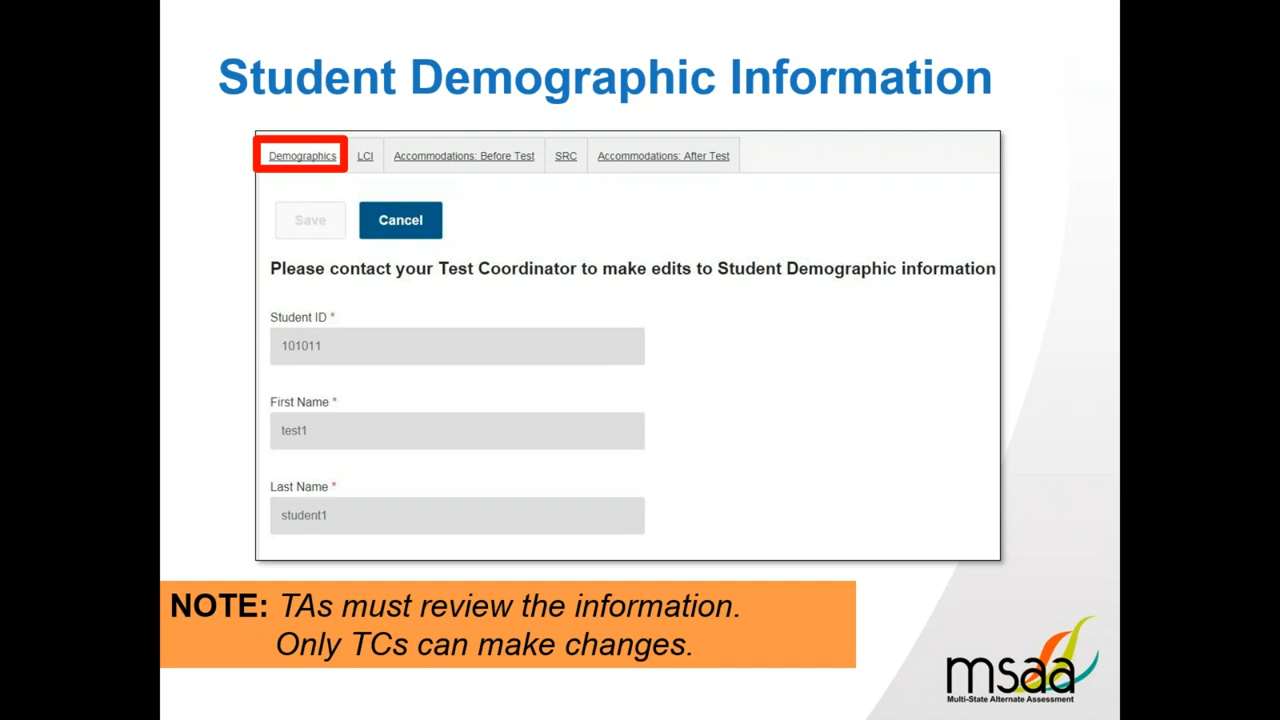 Student Demographic Information
Demographics LCI Accommodations: Before Test SRC Accommodations: After Test
Save Cancel
Please contact your Test Coordinator to make edits to Student Demographic information
Student ID *
101011
First Name *
test1
Last Name *
student1
NOTE: TAs must review the information.
Only TCs can make changes.
msaa
Multi-State Alternate Assessment